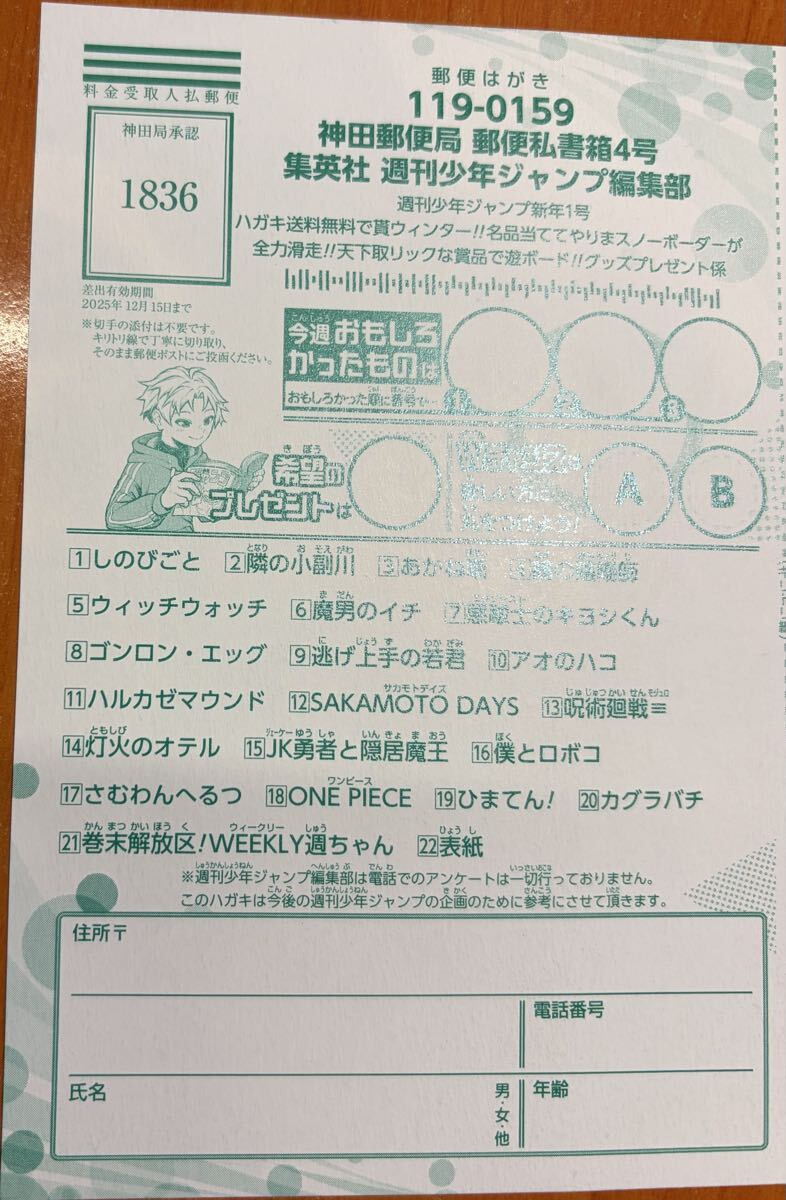 料金受取人払郵便
神田局承認
1836
差出有効期間
2025年12月15日まで
※切手の添付は不要です。
キリトリ線で丁寧に切り取り、
そのまま郵便ポストにご投函ください。
郵便はがき
119-0159
神田郵便局 郵便私書箱4号
集英社 週刊少年ジャンプ編集部
週刊少年ジャンプ新年1号
ハガキ送料無料で貰ウィンター!!名品当ててやりまスノーボーダーが
全力滑走!!天下取リックな賞品で遊ボード!!グッズプレゼント係
今週おもしろ
かったものは
おもしろかった順に番号で…
1 2 3
希望の
プレゼントは
A B
1しのびごと 2隣の小副川 3あかね噺
5ウィッチウォッチ 6魔男のイチ 7悪祓士のキヨシくん
8ゴンロン・エッグ 9逃げ上手の若君 10アオのハコ
11ハルカゼマウンド 12SAKAMOTO DAYS 13呪術廻戦≡
14灯火のオテル 15JK勇者と隠居魔王 16僕とロボコ
17さむわんへるつ 18ONE PIECE 19ひまてん! 20カグラバチ
21巻末解放区!WEEKLY週ちゃん 22表紙
※週刊少年ジャンプ編集部は電話でのアンケートは一切行っておりません。
このハガキは今後の週刊少年ジャンプの企画のために参考にさせて頂きます。
住所〒
電話番号
氏名
男・女・他
年齢